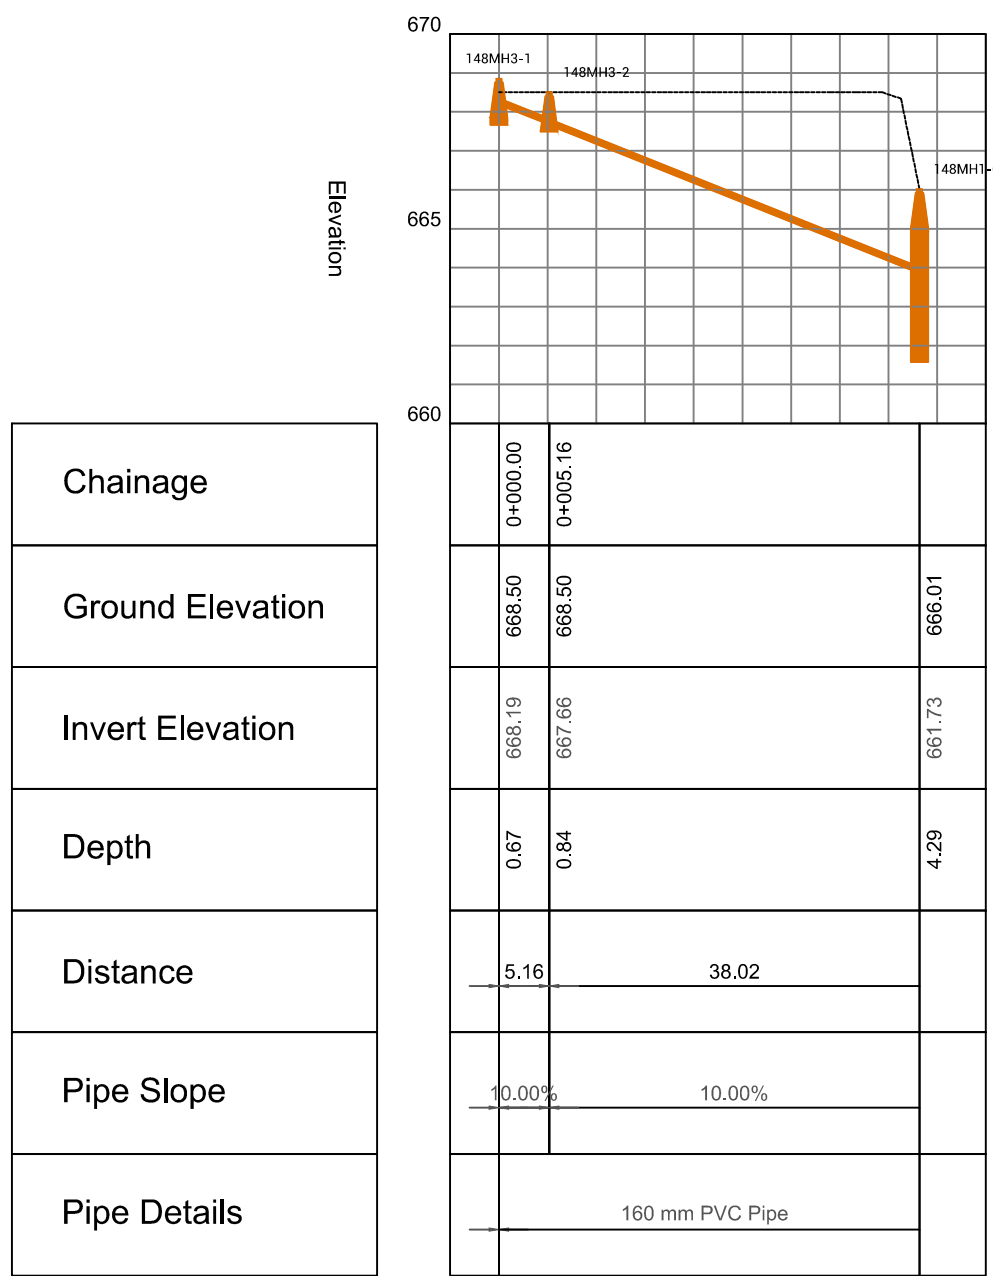 670
148MH3-1
148MH3-2
148MH1-
Elevation
665
660
Chainage
0+000.00
0+005.16
Ground Elevation
668.50
668.50
666.01
Invert Elevation
668.19
667.66
661.73
Depth
0.67
0.84
4.29
Distance
5.16
38.02
Pipe Slope
10.00%
10.00%
Pipe Details
160 mm PVC Pipe